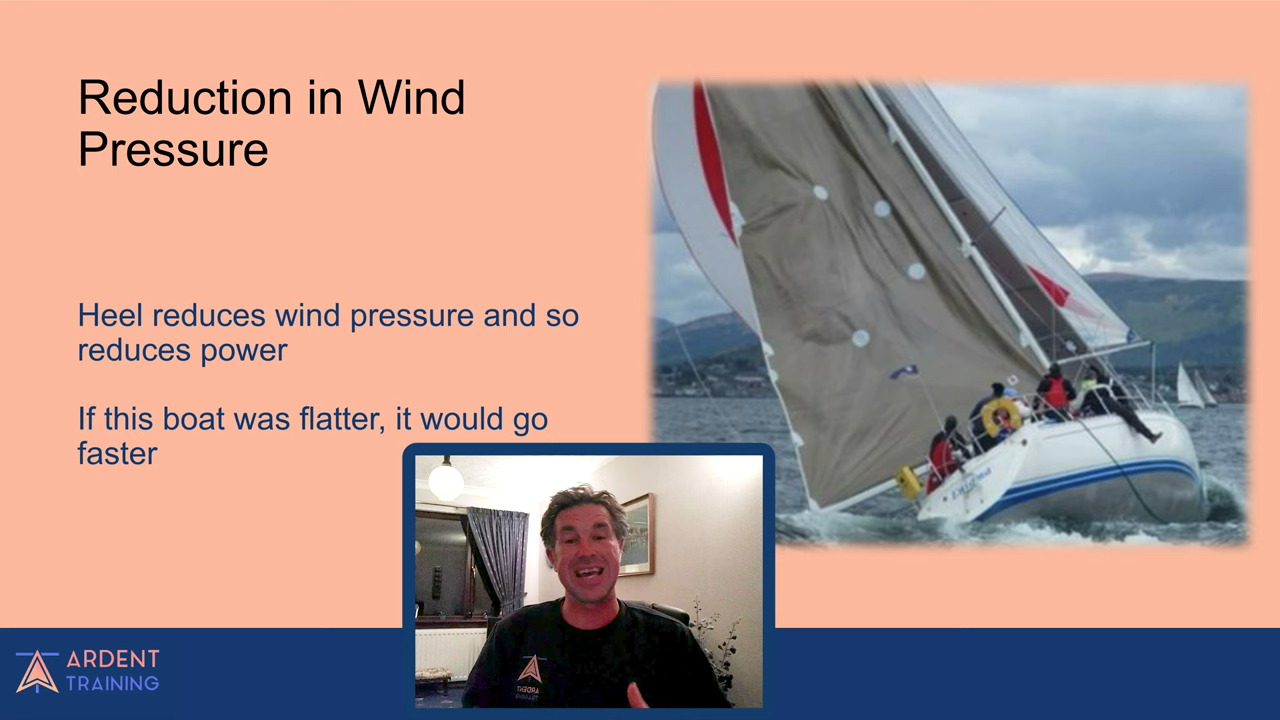 Reduction in Wind
Pressure
Heel reduces wind pressure and so
reduces power
If this boat was flatter, it would go
faster
ARDENT
TRAINING